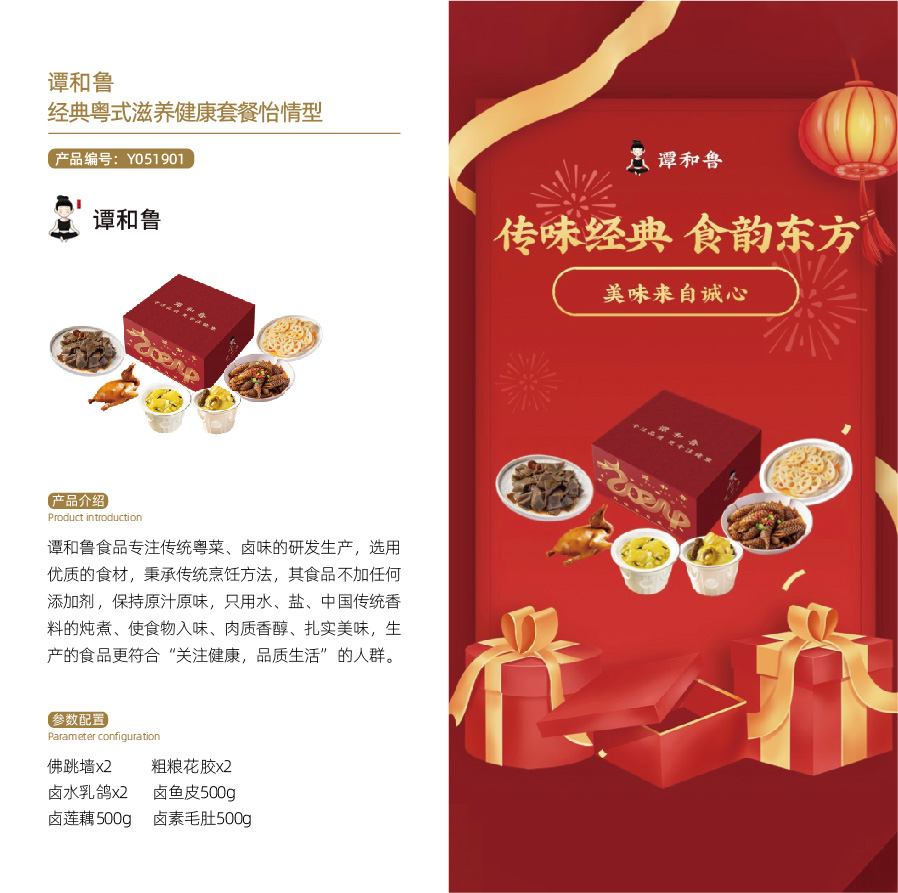 谭和鲁
经典粤式滋养健康套餐怡情型
产品编号：Y051901
谭和鲁
谭和鲁
产品介绍
Product introduction
谭和鲁食品专注传统粤菜、卤味的研发生产，选用
优质的食材，秉承传统烹饪方法，其食品不加任何
添加剂，保持原汁原味，只用水、盐、中国传统香
料的炖煮、使食物入味、肉质香醇、扎实美味，生
产的食品更符合“关注健康，品质生活”的人群。
参数配置
Parameter configuration
佛跳墙x2 粗粮花胶x2
卤水乳鸽x2 卤鱼皮500g
卤莲藕500g 卤素毛肚500g
谭和鲁
传味经典 食韵东方
美味来自诚心
谭和鲁